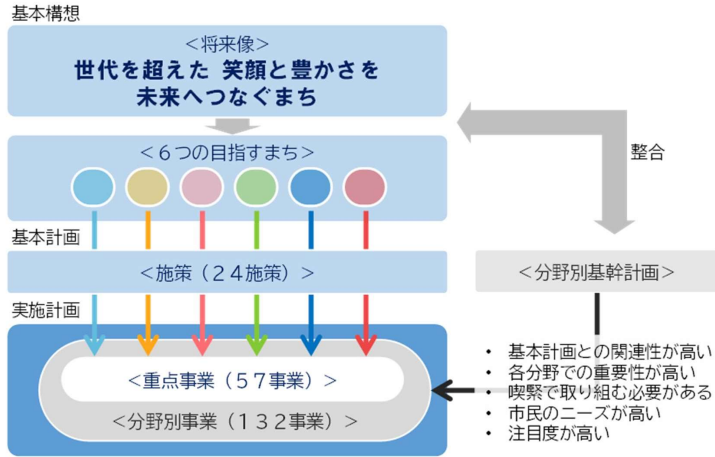 基本構想
＜将来像＞
世代を超えた 笑顔と豊かさを
未来へつなぐまち
＜６つの目指すまち＞
整合
基本計画
＜施策（２４施策）＞
＜分野別基幹計画＞
実施計画
＜重点事業（５７事業）＞
＜分野別事業（１３２事業）＞
・ 基本計画との関連性が高い
・ 各分野での重要性が高い
・ 喫緊で取り組む必要がある
・ 市民のニーズが高い
・ 注目度が高い